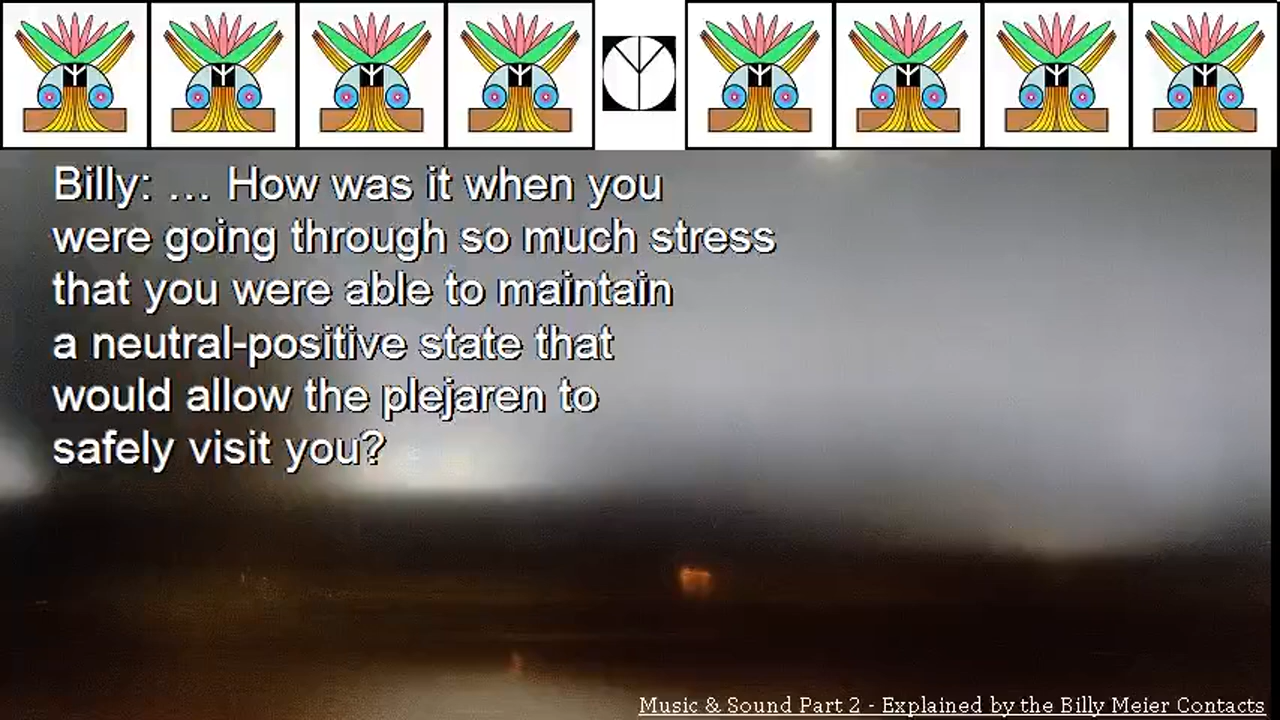 Billy: … How was it when you
were going through so much stress
that you were able to maintain
a neutral-positive state that
would allow the plejaren to
safely visit you?
Music & Sound Part 2 - Explained by the Billy Meier Contacts